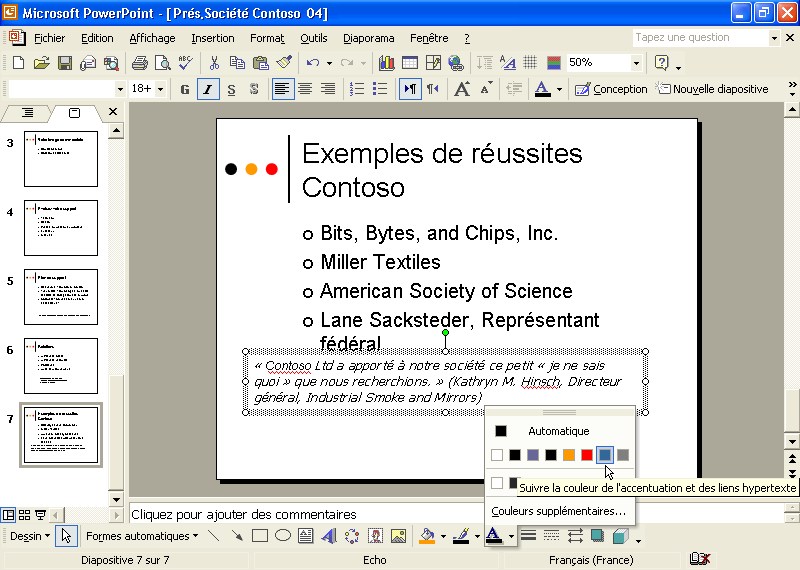 Microsoft PowerPoint - [Prés,Société Contoso 04]
Fichier Edition Affichage Insertion Format Outils Diaporama Fenêtre ? Tapez une question
50%
18+ G I S S A A A Conception Nouvelle diapositive
3
4
5
6
7
Exemples de réussites
Contoso
o Bits, Bytes, and Chips, Inc.
o Miller Textiles
o American Society of Science
o Lane Sacksteder, Représentant
fédéral
« Contoso Ltd a apporté à notre société ce petit « je ne sais
quoi » que nous recherchions. » (Kathryn M. Hinsch, Directeur
général, Industrial Smoke and Mirrors)
Automatique
Suivre la couleur de l'accentuation et des liens hypertexte
Couleurs supplémentaires...
Cliquez pour ajouter des commentaires
Dessin Formes automatiques
Diapositive 7 sur 7 Echo Français (France)